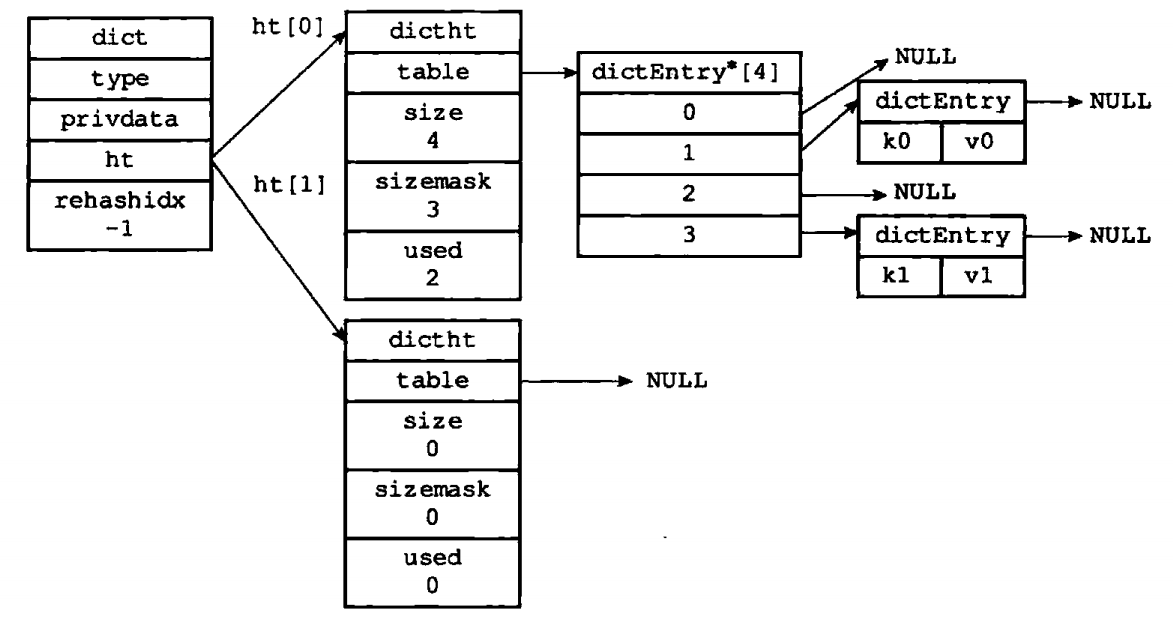 dict
type
privdata
ht
rehashidx
-1
ht[0]
ht[1]
dictht
table
size
4
sizemask
3
used
2
dictht
table
size
0
sizemask
0
used
0
NULL
dictEntry*[4]
0
1
2
3
NULL
dictEntry
k0 v0
NULL
NULL
dictEntry
k1 v1
NULL